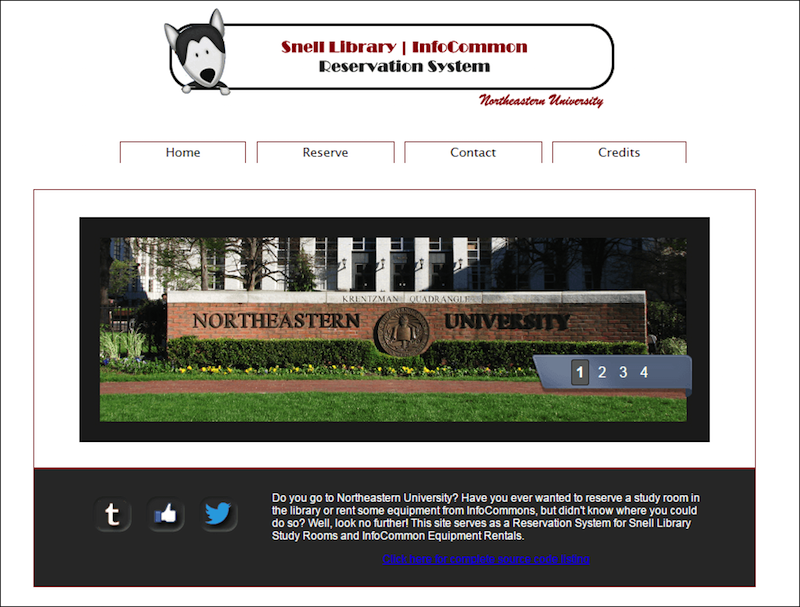 Snell Library | InfoCommon
Reservation System
Northeastern University
Home Reserve Contact Credits
KRENTZMAN QUADRANGLE
NORTHEASTERN UNIVERSITY
1 2 3 4
t
Do you go to Northeastern University? Have you ever wanted to reserve a study room in
the library or rent some equipment from InfoCommons, but didn't know where you could
do so? Well, look no further! This site serves as a Reservation System for Snell Library
Study Rooms and InfoCommon Equipment Rentals.
Click here for complete source code listing